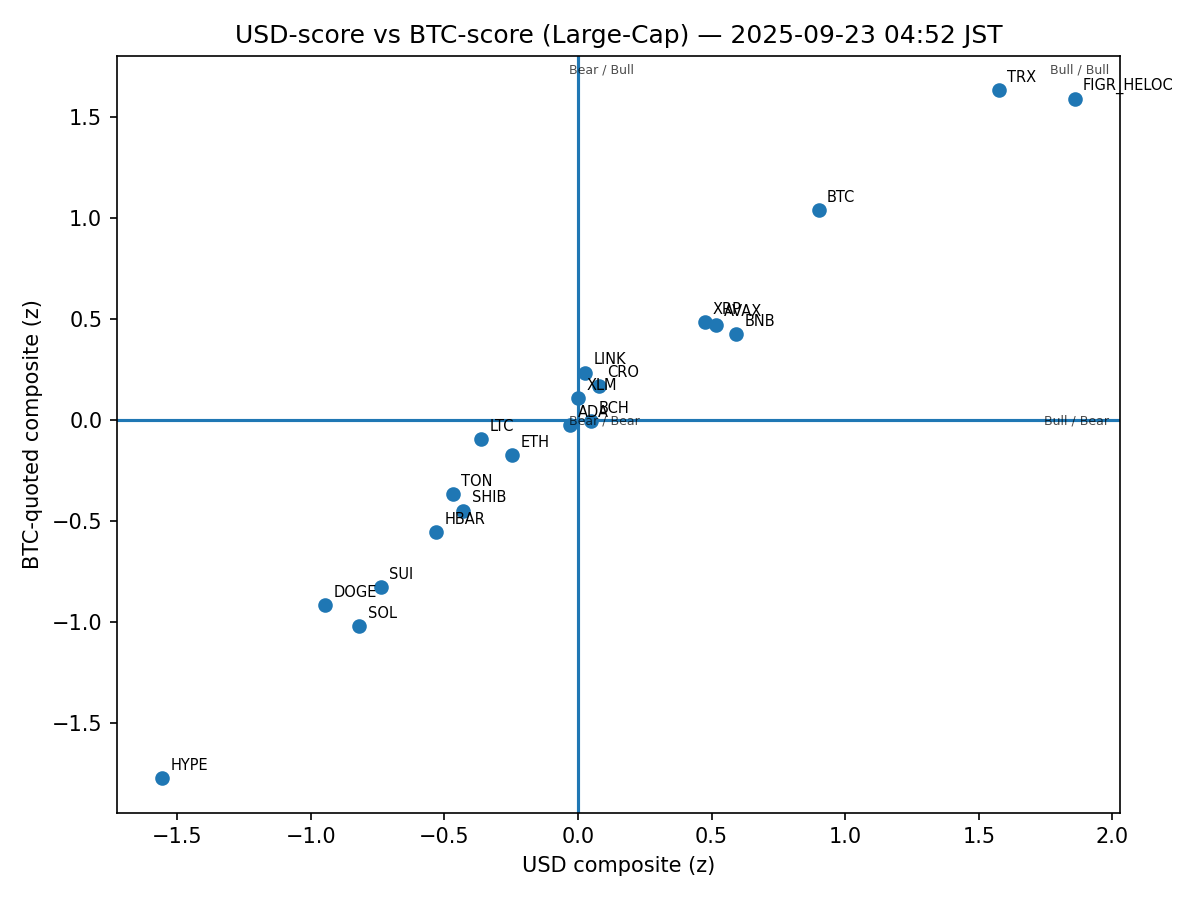 USD-score vs BTC-score (Large-Cap) — 2025-09-23 04:52 JST
Bear / Bull
Bull / Bull
TRX
FIGR_HELOC
BTC
XRP
AVAX
BNB
LINK
CRO
XLM
BCH
ADA
Bear / Bear
Bull / Bear
LTC
ETH
TON
SHIB
HBAR
SUI
DOGE
SOL
HYPE
1.5
1.0
0.5
0.0
−0.5
−1.0
−1.5
BTC-quoted composite (z)
−1.5
−1.0
−0.5
0.0
0.5
1.0
1.5
2.0
USD composite (z)